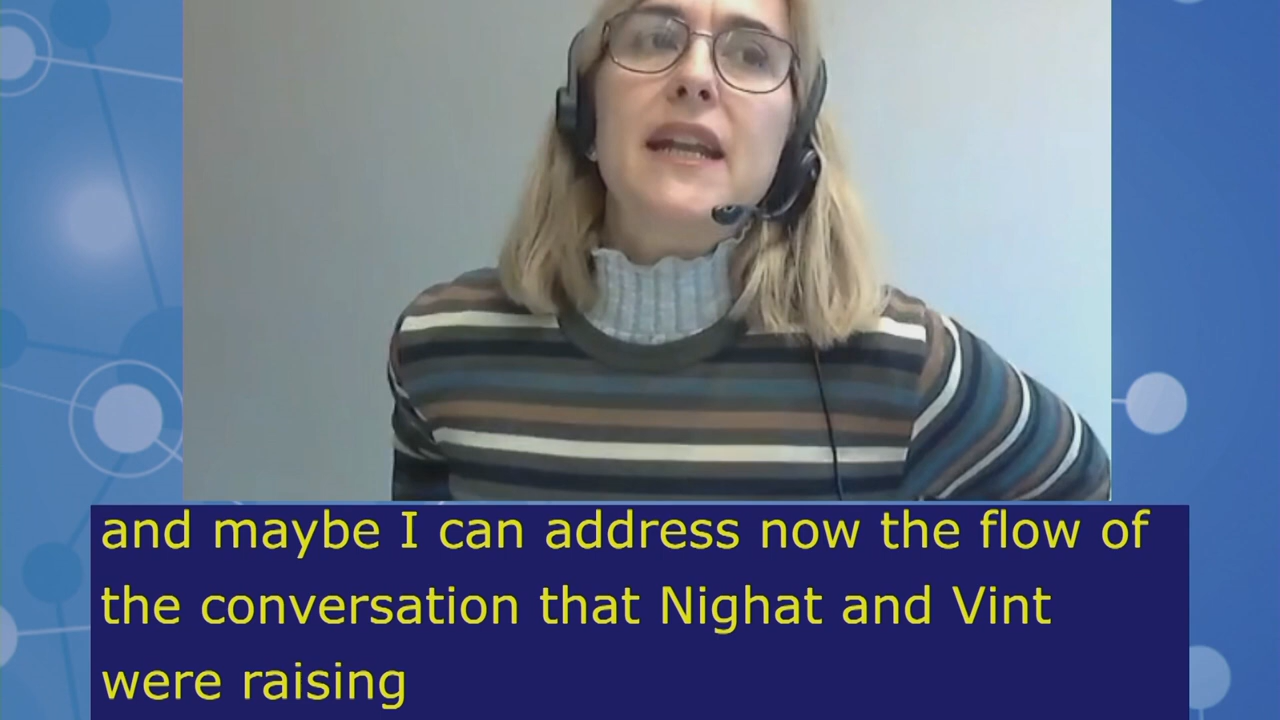 and maybe I can address now the flow of
the conversation that Nighat and Vint
were raising